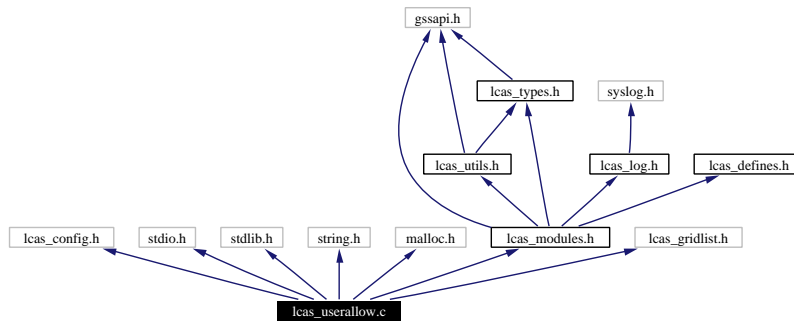 gssapi.h
lcas_types.h
syslog.h
lcas_utils.h
lcas_log.h
lcas_defines.h
lcas_config.h
stdio.h
stdlib.h
string.h
malloc.h
lcas_modules.h
lcas_gridlist.h
lcas_userallow.c